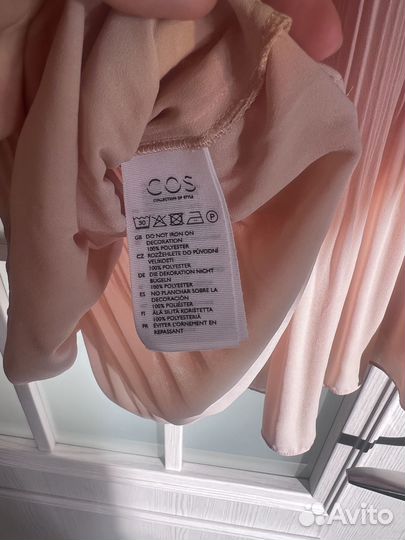 COS
COLLECTION OF STYLE
30 P
GB DO NOT IRON ON
DECORATION
100% POLYESTER
CZ ROZŽEHLETE DO PŮVODNÍ
VELIKOSTI
100% POLYESTER
DE DIE DEKORATION NICHT
BÜGELN
100% POLYESTER
ES NO PLANCHAR SOBRE LA
DECORACIÓN
100% POLIÉSTER
FI ÄLÄ SILITÄ KORISTETTA
100% POLYESTERIÄ
FR ÉVITER L'ORNEMENT EN
REPASSANT
Avito